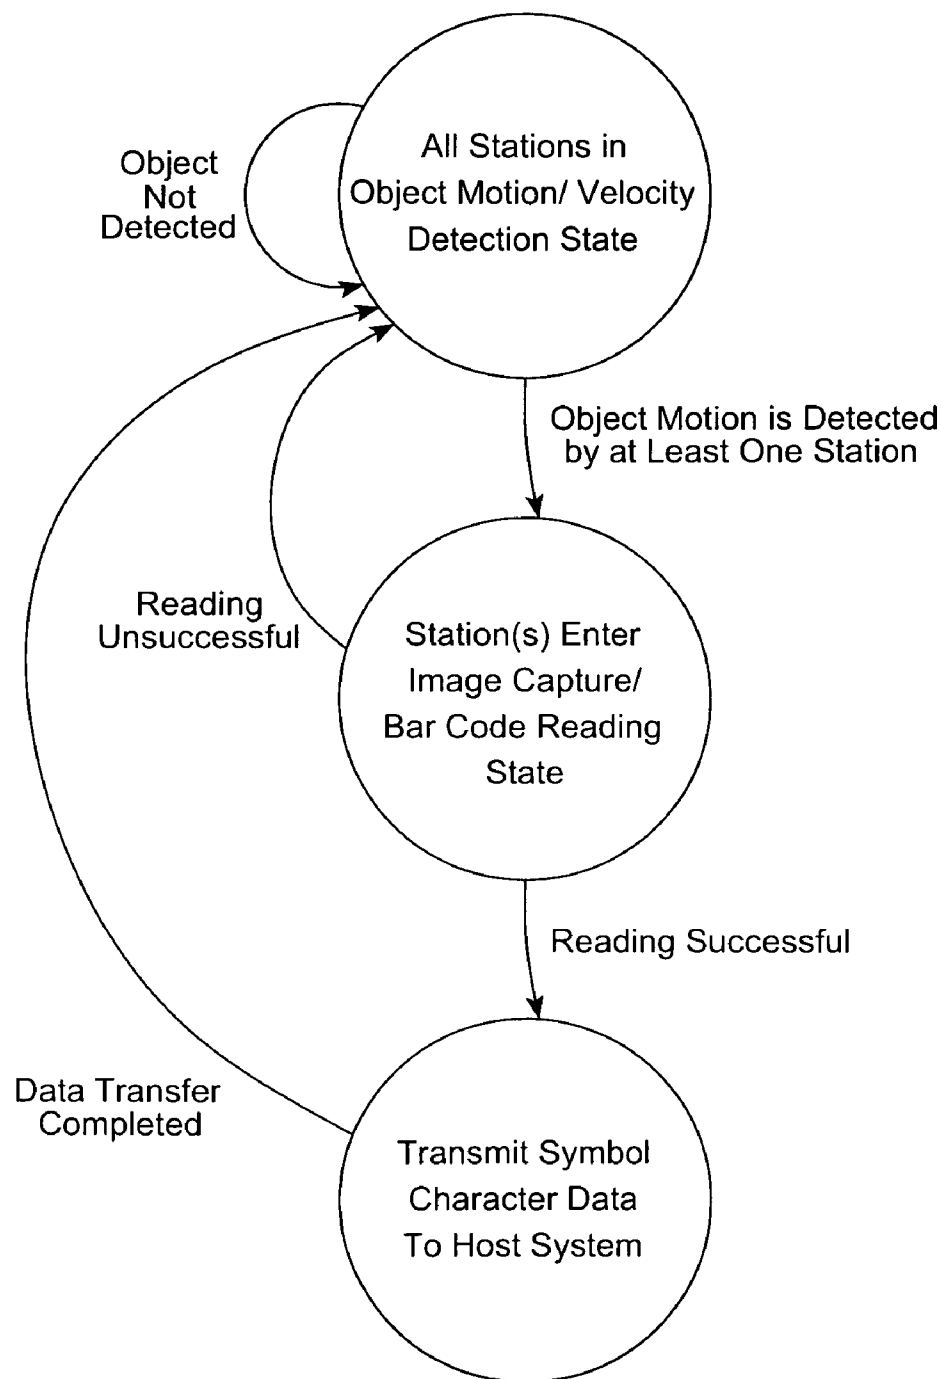 All Stations in
Object Motion/ Velocity
Detection State
Object
Not
Detected
Object Motion is Detected
by at Least One Station
Reading
Unsuccessful
Station(s) Enter
Image Capture/
Bar Code Reading
State
Reading Successful
Data Transfer
Completed
Transmit Symbol
Character Data
To Host System